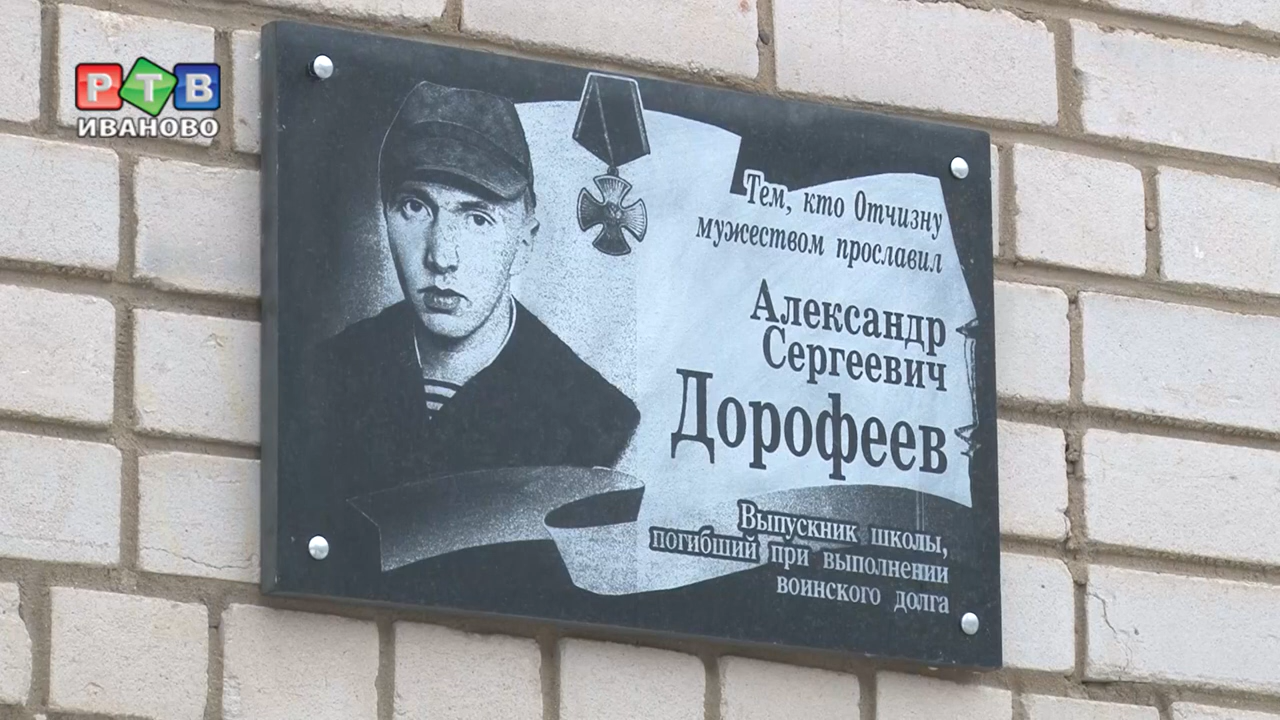 РТВ
ИВАНОВО
Тем, кто Отчизну
мужеством прославил
Александр
Сергеевич
Дорофеев
Выпускник школы,
погибший при выполнении
воинского долга